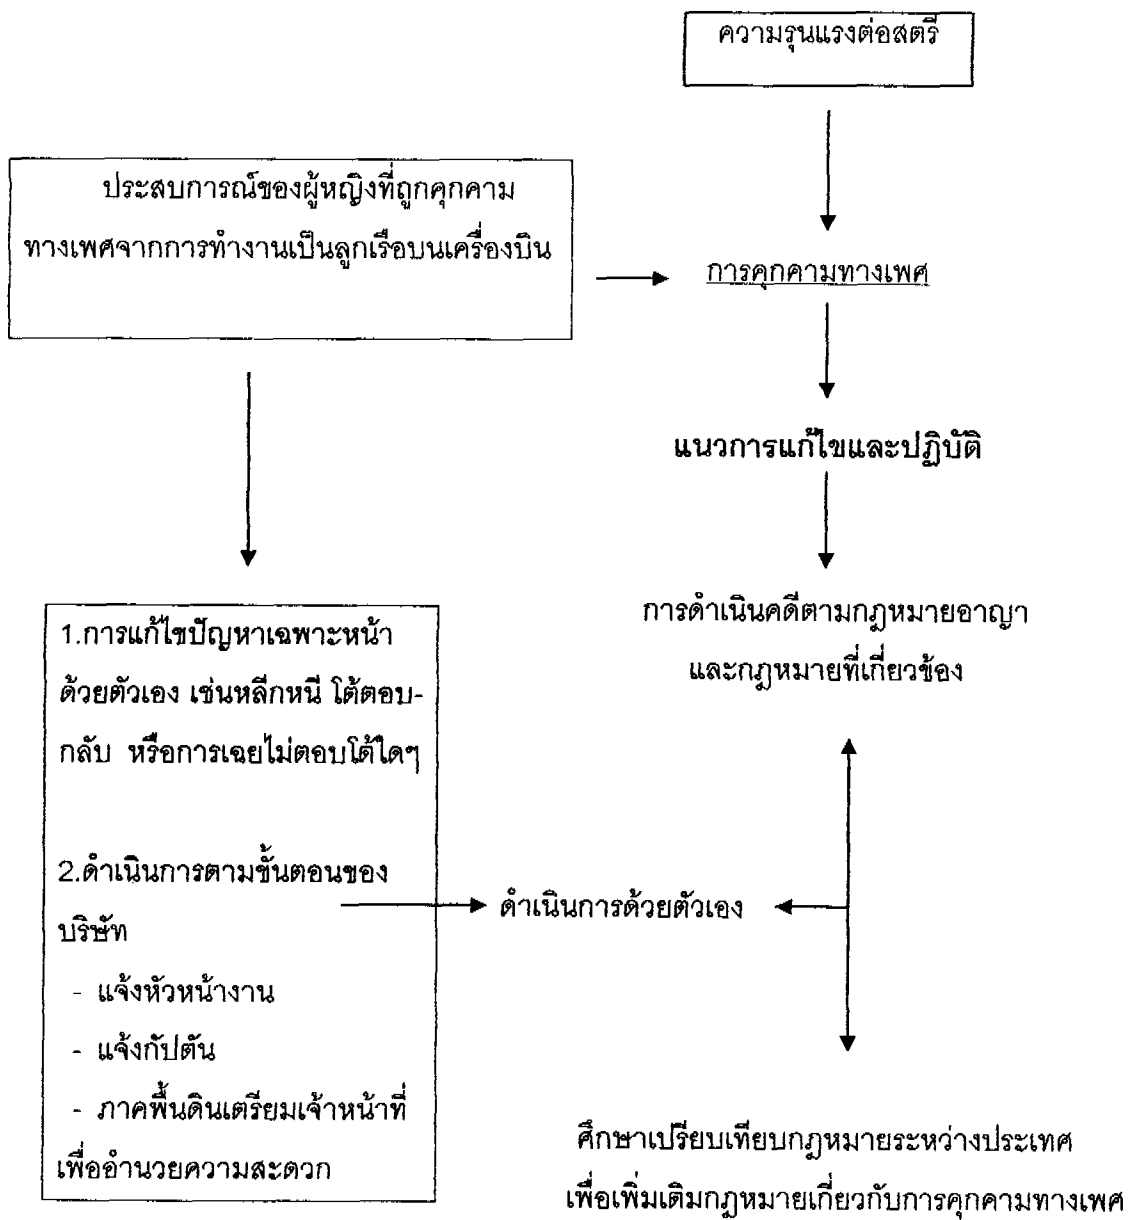 ความรุนแรงต่อสตรี
ประสบการณ์ของผู้หญิงที่ถูกคุกคาม
ทางเพศจากการทำงานเป็นลูกเรือบนเครื่องบิน
การคุกคามทางเพศ
แนวการแก้ไขและปฏิบัติ
การดำเนินคดีตามกฎหมายอาญา
และกฎหมายที่เกี่ยวข้อง
1.การแก้ไขปัญหาเฉพาะหน้า
ด้วยตัวเอง เช่นหลีกหนี โต้ตอบ-
กลับ หรือการเฉยไม่ตอบโต้ใดๆ
2.ดำเนินการตามขั้นตอนของ
บริษัท
- แจ้งหัวหน้างาน
- แจ้งกัปตัน
- ภาคพื้นดินเตรียมเจ้าหน้าที่
เพื่ออำนวยความสะดวก
ดำเนินการด้วยตัวเอง
ศึกษาเปรียบเทียบกฎหมายระหว่างประเทศ
เพื่อเพิ่มเติมกฎหมายเกี่ยวกับการคุกคามทางเพศ